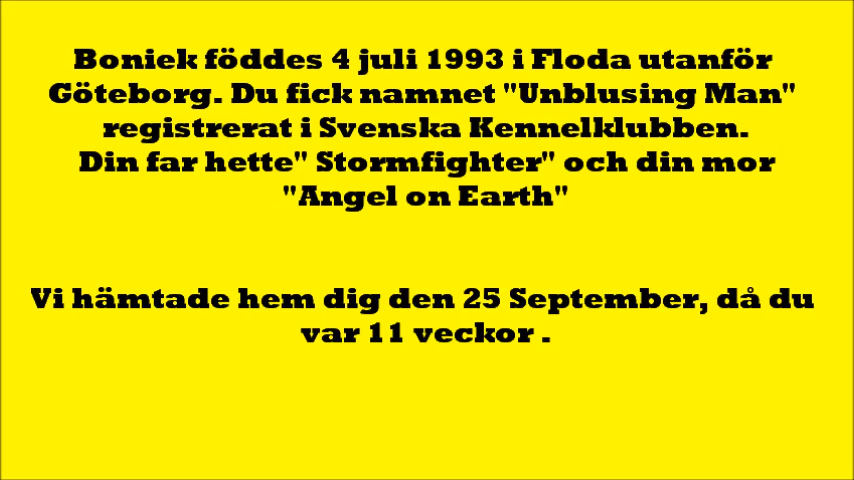 Boniek föddes 4 juli 1993 i Floda utanför
Göteborg. Du fick namnet "Unblusing Man"
registrerat i Svenska Kennelklubben.
Din far hette" Stormfighter" och din mor
"Angel on Earth"
Vi hämtade hem dig den 25 September, då du
var 11 veckor .